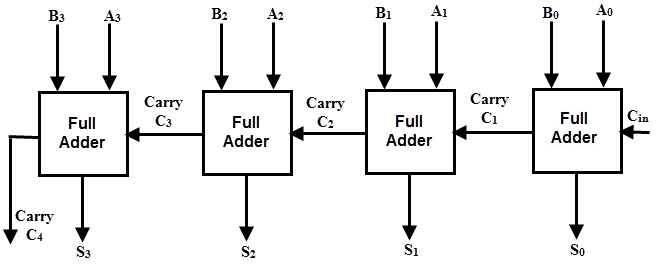 B3 A3 B2 A2 B1 A1 B0 A0
Carry C3
Carry C2
Carry C1
Cin
Full Adder
Full Adder
Full Adder
Full Adder
Carry C4
S3 S2 S1 S0